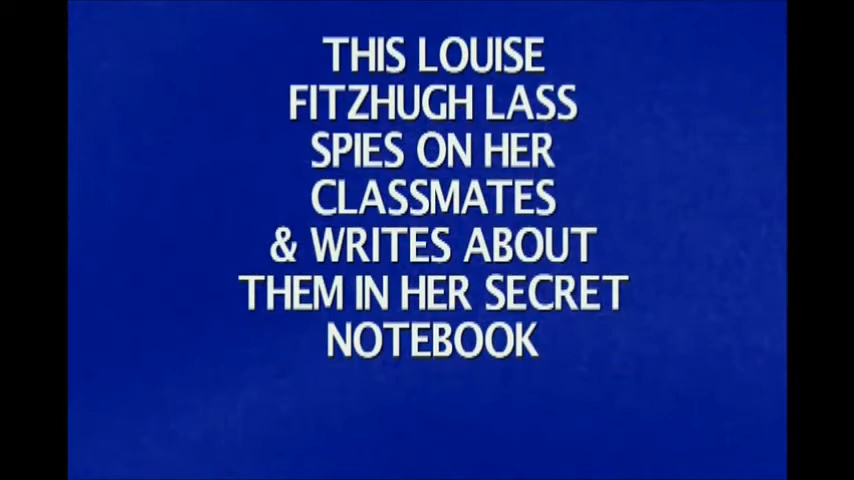 THIS LOUISE
FITZHUGH LASS
SPIES ON HER
CLASSMATES
& WRITES ABOUT
THEM IN HER SECRET
NOTEBOOK